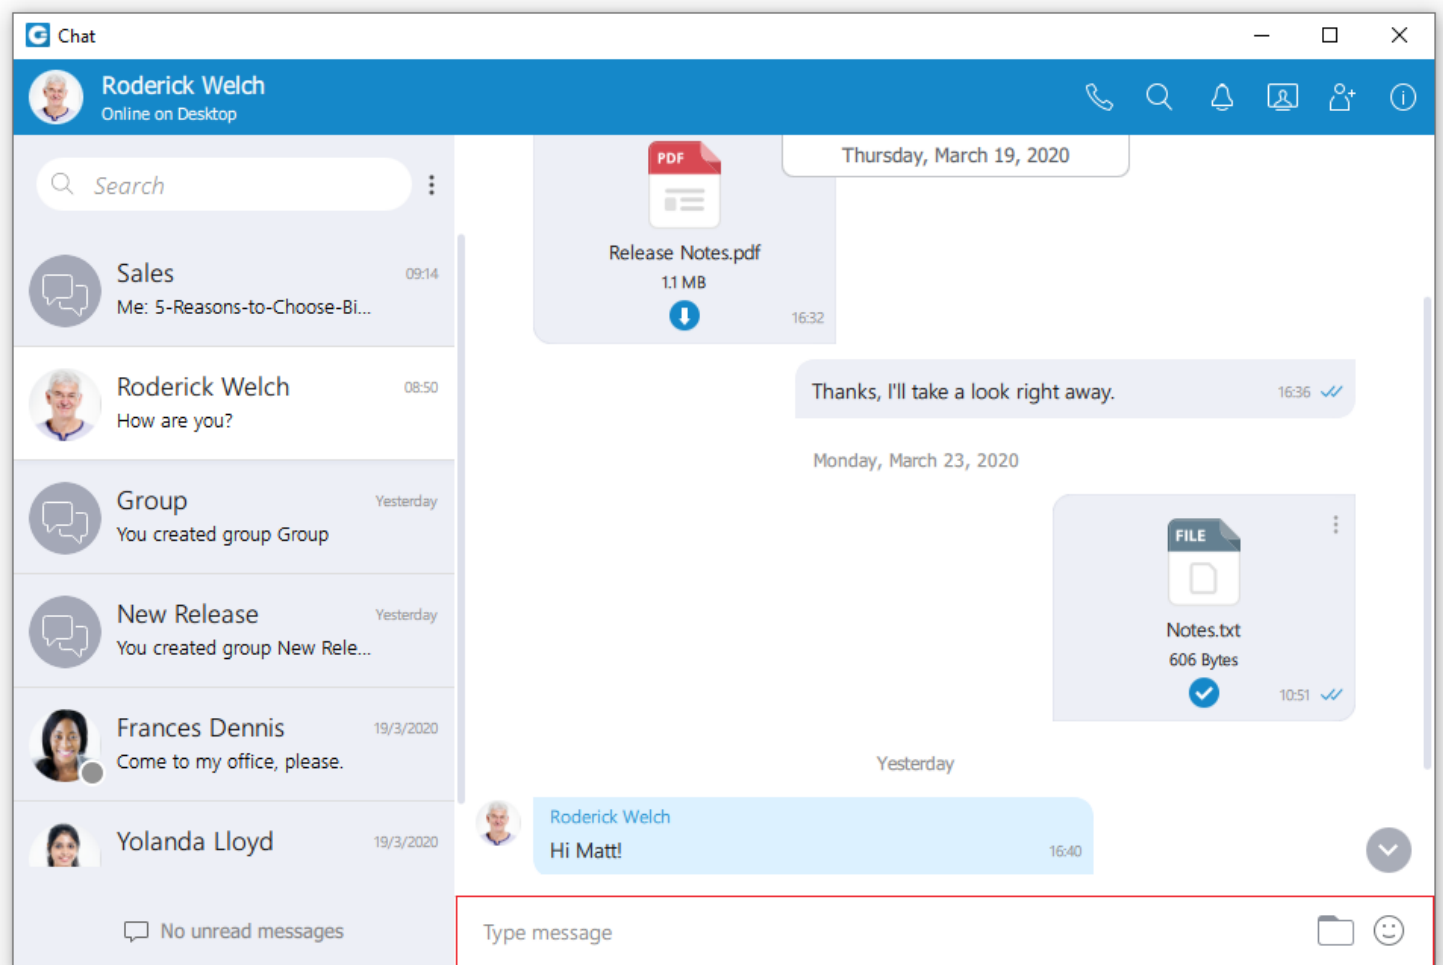 Chat
Roderick Welch
Online on Desktop
Search
Sales
09:14
Me: 5-Reasons-to-Choose-Bi...
Roderick Welch
08:50
How are you?
Group
Yesterday
You created group Group
New Release
Yesterday
You created group New Rele...
Frances Dennis
19/3/2020
Come to my office, please.
Yolanda Lloyd
19/3/2020
No unread messages
Thursday, March 19, 2020
PDF
Release Notes.pdf
1.1 MB
16:32
Thanks, I'll take a look right away.
16:36
Monday, March 23, 2020
FILE
Notes.txt
606 Bytes
10:51
Yesterday
Roderick Welch
Hi Matt!
16:40
Type message